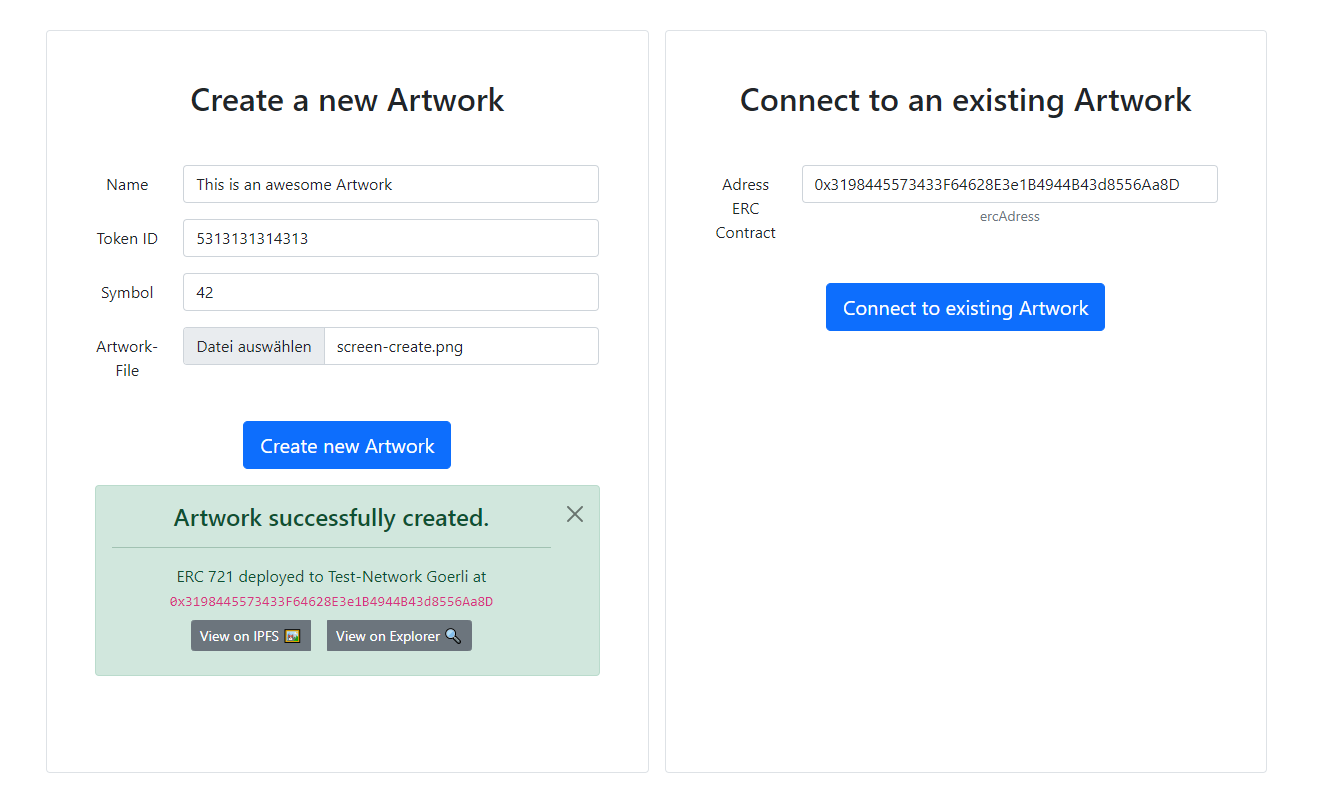 Create a new Artwork
Name
This is an awesome Artwork
Token ID
5313131314313
Symbol
42
Artwork-
File
Datei auswählen
screen-create.png
Create new Artwork
Artwork successfully created.
ERC 721 deployed to Test-Network Goerli at
0x3198445573433F64628E3e1B4944B43d8556Aa8D
View on IPFS
View on Explorer
Connect to an existing Artwork
Adress
ERC
Contract
0x3198445573433F64628E3e1B4944B43d8556Aa8D
ercAdress
Connect to existing Artwork